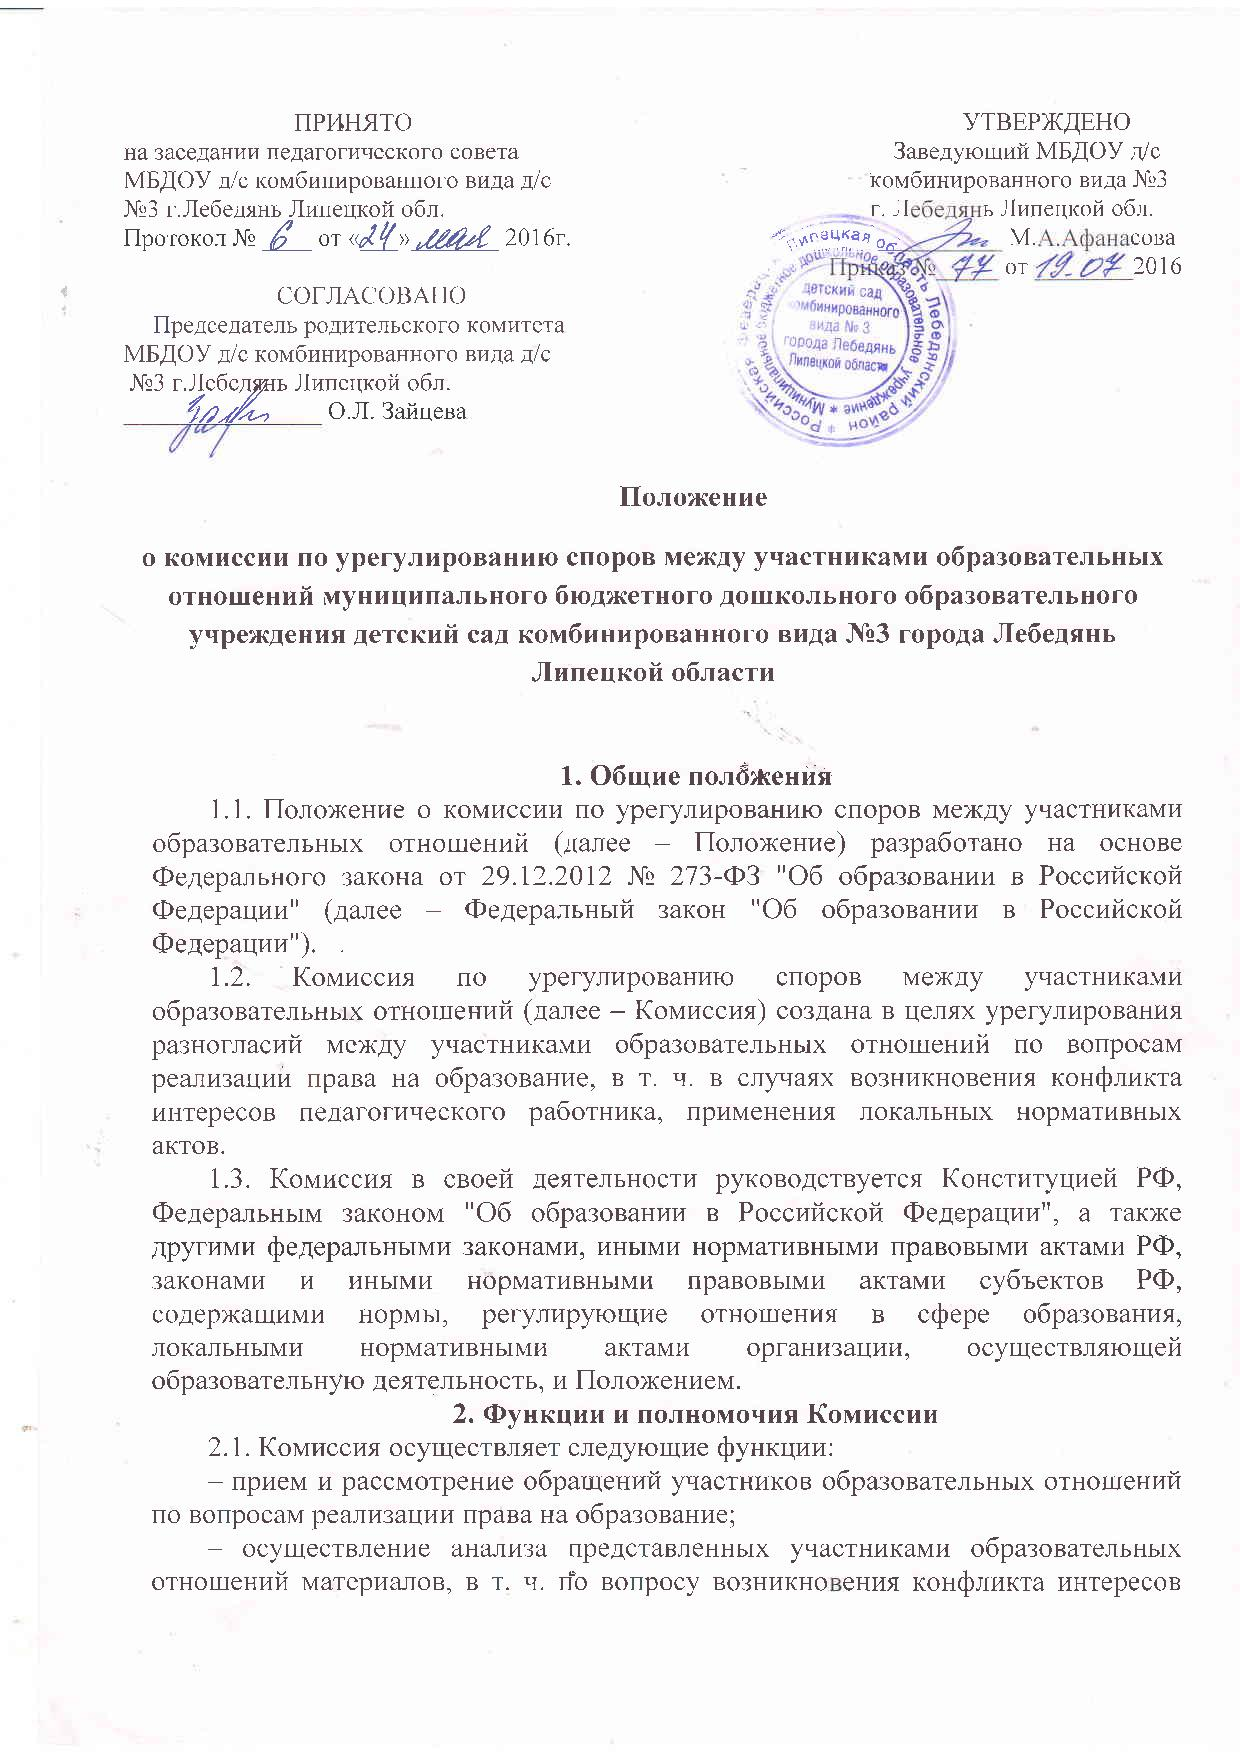 ПРИНЯТО
на заседании педагогического совета
МБДОУ д/с комбинированного вида д/с
№3 г.Лебедянь Липецкой обл.
Протокол № 6 от «24» мая 2016г.
СОГЛАСОВАНО
Председатель родительского комитета
МБДОУ д/с комбинированного вида д/с
№3 г.Лебедянь Липецкой обл.
О.Л. Зайцева
УТВЕРЖДЕНО
Заведующий МБДОУ д/с
комбинированного вида №3
г. Лебедянь Липецкой обл.
М.А.Афанасова
Приказ № 77 от 19.07 2016
детский сад
комбинированного
вида № 3
города Лебедянь
Липецкой области
Положение
о комиссии по урегулированию споров между участниками образовательных
отношений муниципального бюджетного дошкольного образовательного
учреждения детский сад комбинированного вида №3 города Лебедянь
Липецкой области
1. Общие положения
1.1. Положение о комиссии по урегулированию споров между участниками
образовательных отношений (далее – Положение) разработано на основе
Федерального закона от 29.12.2012 № 273-ФЗ "Об образовании в Российской
Федерации" (далее – Федеральный закон "Об образовании в Российской
Федерации").
1.2. Комиссия по урегулированию споров между участниками
образовательных отношений (далее – Комиссия) создана в целях урегулирования
разногласий между участниками образовательных отношений по вопросам
реализации права на образование, в т. ч. в случаях возникновения конфликта
интересов педагогического работника, применения локальных нормативных
актов.
1.3. Комиссия в своей деятельности руководствуется Конституцией РФ,
Федеральным законом "Об образовании в Российской Федерации", а также
другими федеральными законами, иными нормативными правовыми актами РФ,
законами и иными нормативными правовыми актами субъектов РФ,
содержащими нормы, регулирующие отношения в сфере образования,
локальными нормативными актами организации, осуществляющей
образовательную деятельность, и Положением.
2. Функции и полномочия Комиссии
2.1. Комиссия осуществляет следующие функции:
– прием и рассмотрение обращений участников образовательных отношений
по вопросам реализации права на образование;
– осуществление анализа представленных участниками образовательных
отношений материалов, в т. ч. по вопросу возникновения конфликта интересов